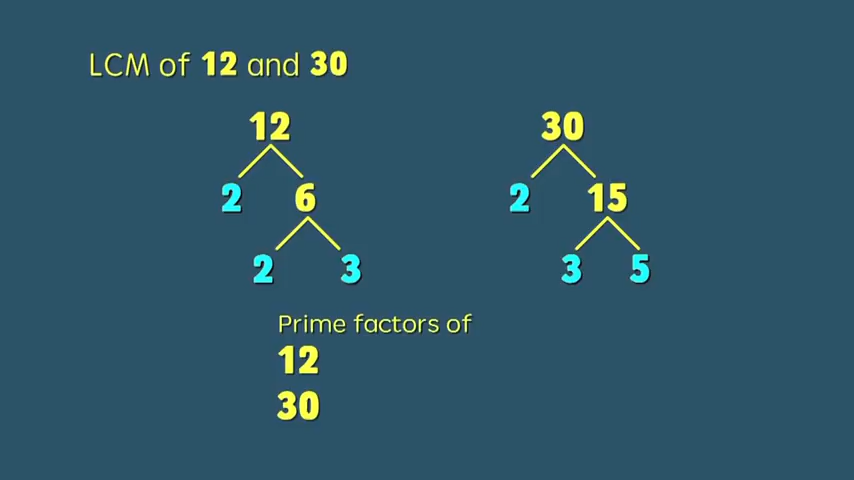 LCM of 12 and 30
12 30
2 6 2 15
2 3 3 5
Prime factors of
12
30